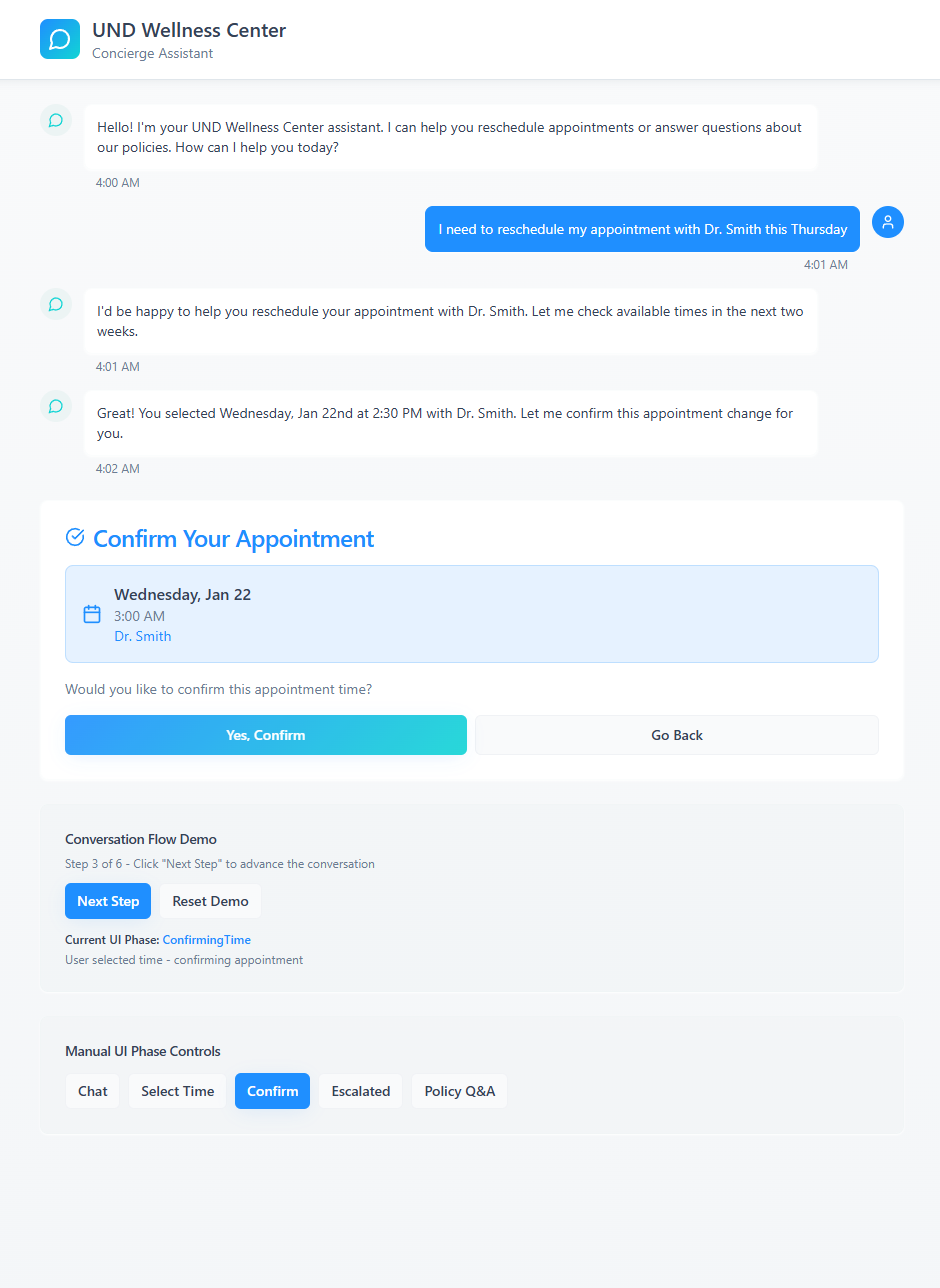 UND Wellness Center
Concierge Assistant
Hello! I'm your UND Wellness Center assistant. I can help you reschedule appointments or answer questions about
our policies. How can I help you today?
4:00 AM
I need to reschedule my appointment with Dr. Smith this Thursday
4:01 AM
I'd be happy to help you reschedule your appointment with Dr. Smith. Let me check available times in the next two
weeks.
4:01 AM
Great! You selected Wednesday, Jan 22nd at 2:30 PM with Dr. Smith. Let me confirm this appointment change for
you.
4:02 AM
Confirm Your Appointment
Wednesday, Jan 22
3:00 AM
Dr. Smith
Would you like to confirm this appointment time?
Yes, Confirm
Go Back
Conversation Flow Demo
Step 3 of 6 - Click "Next Step" to advance the conversation
Next Step
Reset Demo
Current UI Phase: ConfirmingTime
User selected time - confirming appointment
Manual UI Phase Controls
Chat
Select Time
Confirm
Escalated
Policy Q&A